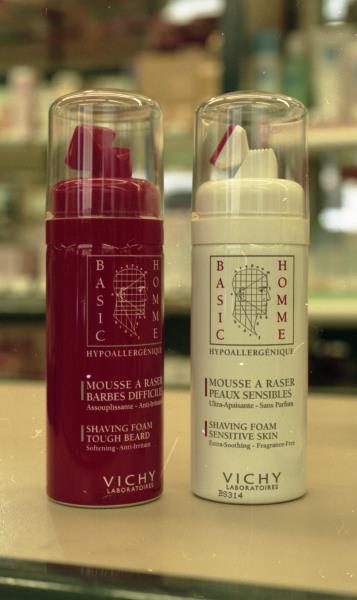 BASIC HOMME
HYPOALLERGÉNIQUE
MOUSSE A RASER
BARBES DIFFICILES
Assouplissante - Anti-Irritante
SHAVING FOAM
TOUGH BEARD
Softening - Anti-Irritant
VICHY
LABORATOIRES
BASIC HOMME
HYPOALLERGÉNIQUE
MOUSSE A RASER
PEAUX SENSIBLES
Ultra-Apaisante - Sans Parfum
SHAVING FOAM
SENSITIVE SKIN
Extra-Soothing - Fragrance-Free
VICHY
LABORATOIRES
BS314